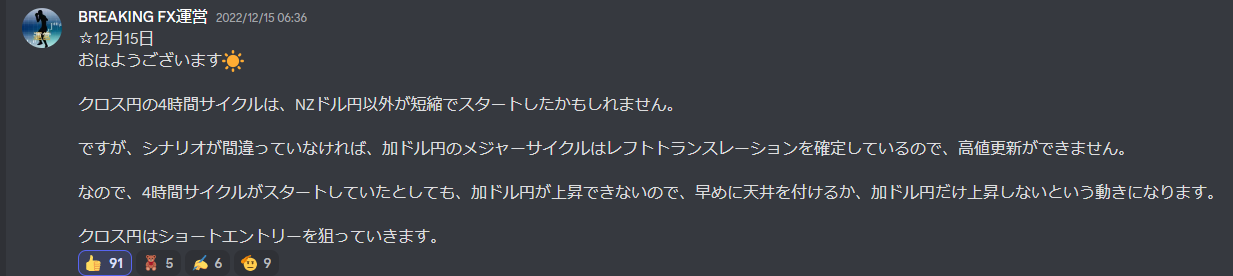 BREAKING FX運営 2022/12/15 06:36
☆12月15日
おはようございます☀
クロス円の4時間サイクルは、NZドル円以外が短縮でスタートしたかもしれません。
ですが、シナリオが間違っていなければ、加ドル円のメジャーサイクルはレフトトランスレーションを確定しているので、高値更新ができません。
なので、4時間サイクルがスタートしていたとしても、加ドル円が上昇できないので、早めに天井を付けるか、加ドル円だけ上昇しないという動きになります。
クロス円はショートエントリーを狙っていきます。
👍 91 🧸 5 ✍ 6 🫡 9